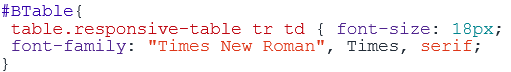 #BTable{
table.responsive-table tr td { font-size: 18px;
font-family: "Times New Roman", Times, serif;
}